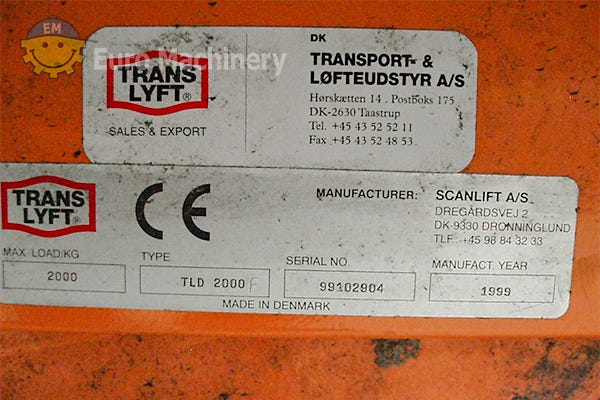 EM
Euro Machinery
TRANS
LYFT®
SALES & EXPORT
DK
TRANSPORT- &
LØFTEUDSTYR A/S
Hørskætten 14 . Postboks 175
DK-2630 Taastrup
Tel. +45 43 52 52 11
Fax +45 43 52 48 53
TRANS
LYFT®
CE
MANUFACTURER: SCANLIFT A/S
DREGÅRDSVEJ 2
DK-9330 DRONNINGLUND
TLF. +45 98 84 32 33
MAX. LOAD/KG TYPE SERIAL NO. MANUFACT. YEAR
2000 TLD 2000F 99102904 1999
MADE IN DENMARK